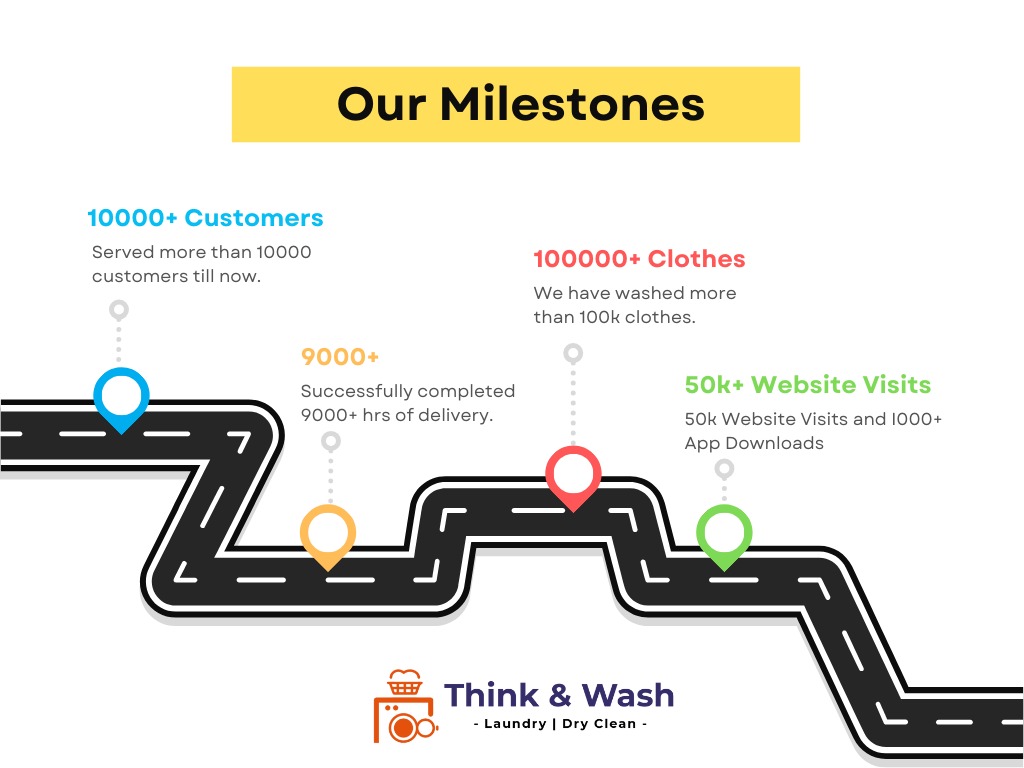 Our Milestones
10000+ Customers
Served more than 10000
customers till now.
9000+
Successfully completed
9000+ hrs of delivery.
100000+ Clothes
We have washed more
than 100k clothes.
50k+ Website Visits
50k Website Visits and 1000+
App Downloads
Think & Wash
- Laundry | Dry Clean -